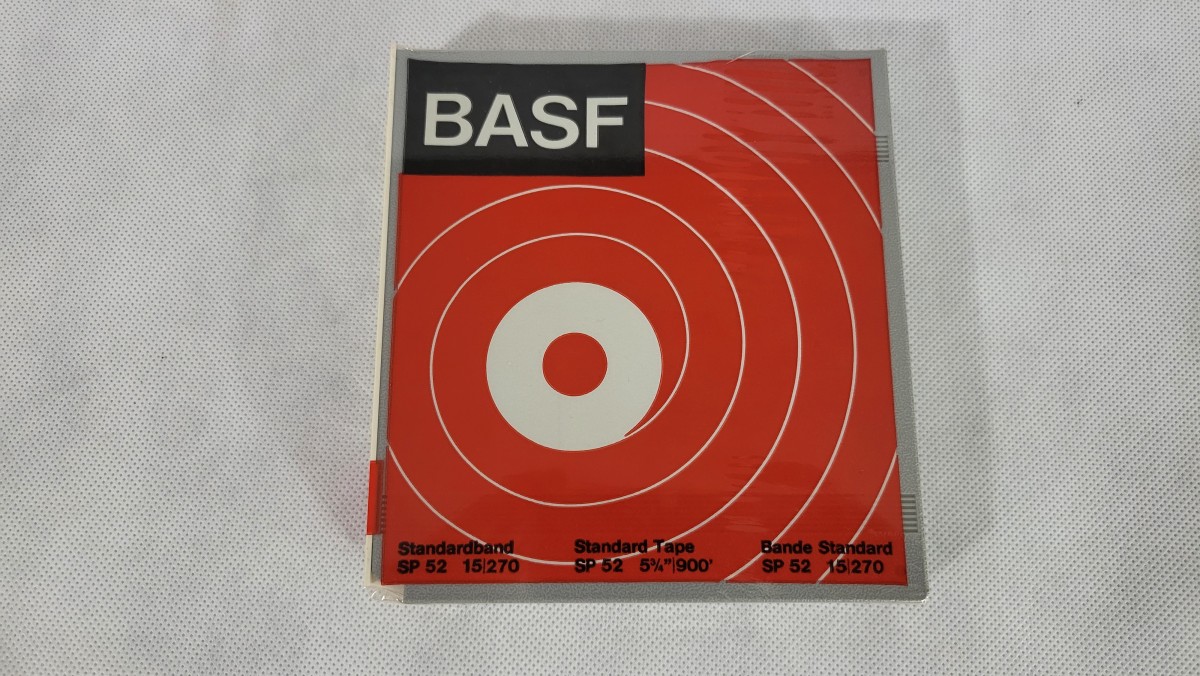 BASF
Standardband
SP 52 15|270
Standard Tape
SP 52 5¾"|900'
Bande Standard
SP 52 15|270